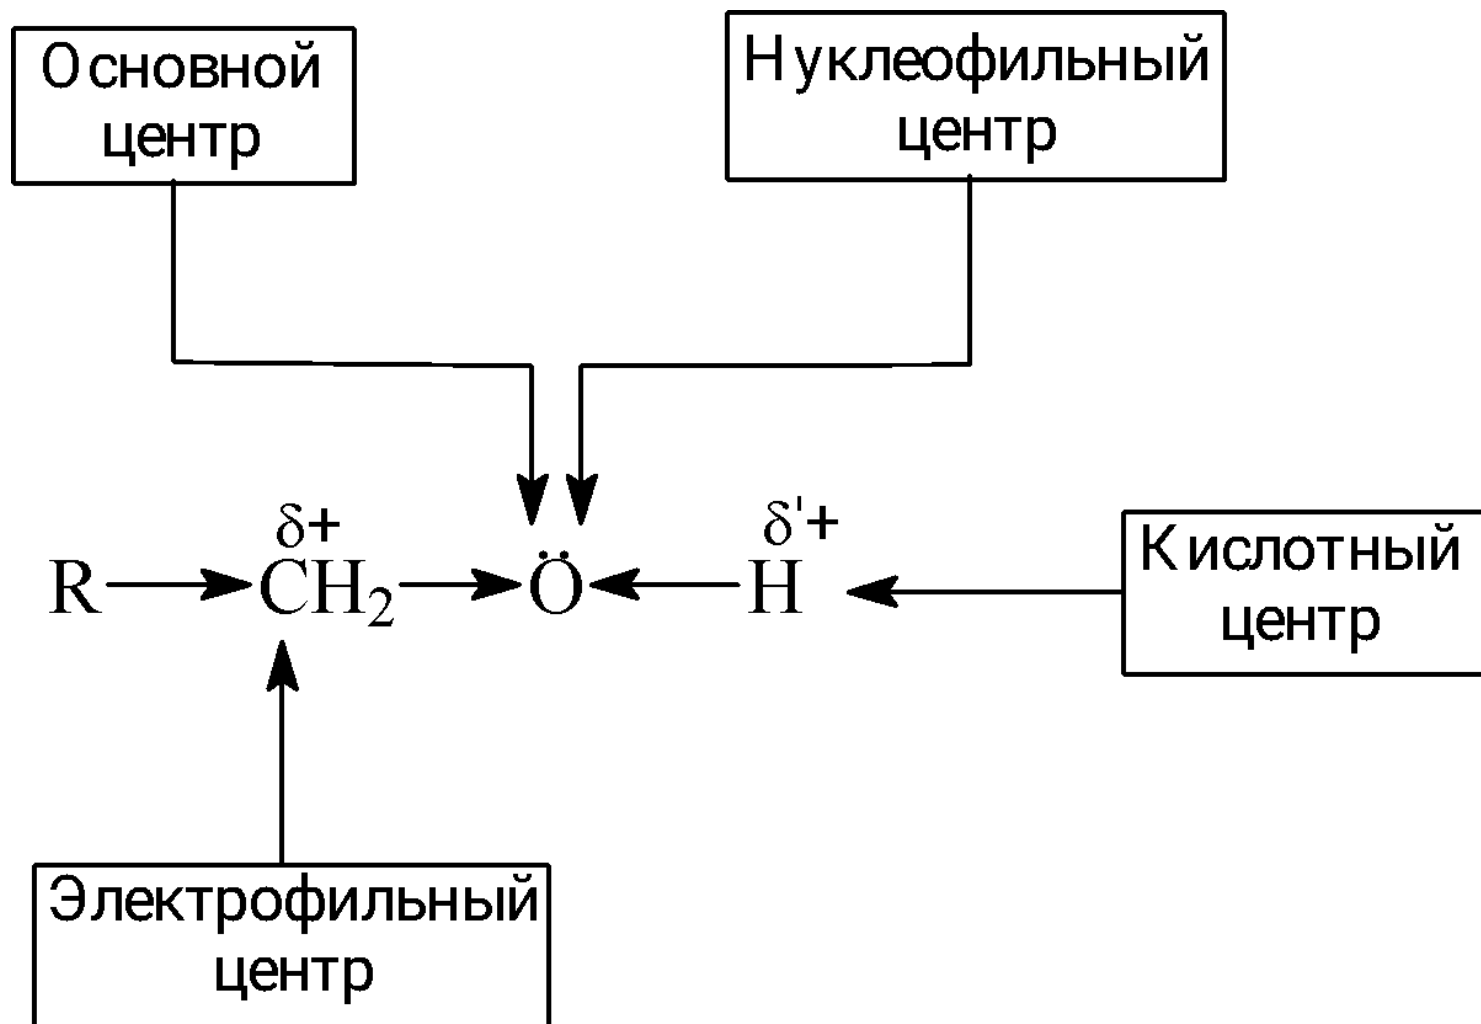 Основной
центр
Нуклеофильный
центр
δ+ δ'+
R CH₂ Ö H
Кислотный
центр
Электрофильный
центр